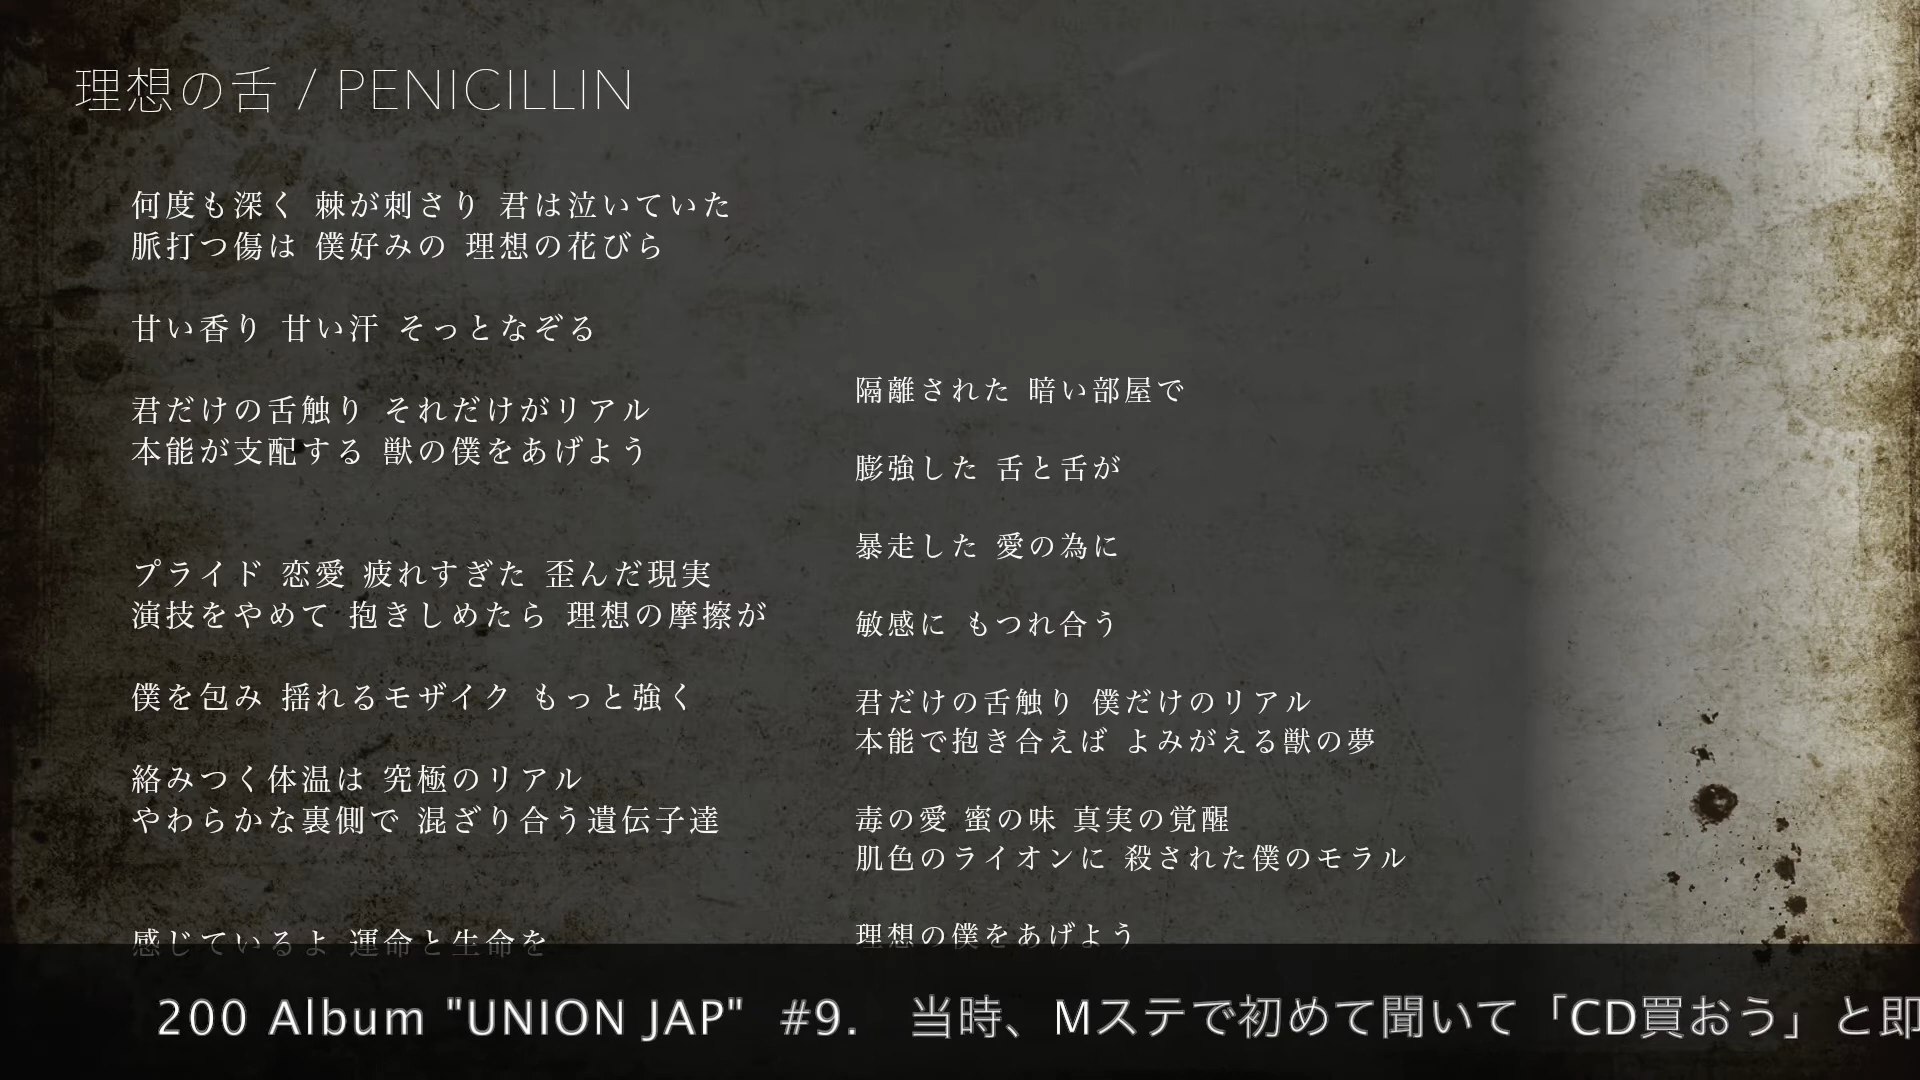 理想の舌 / PENICILLIN
何度も深く 棘が刺さり 君は泣いていた
脈打つ傷は 僕好みの 理想の花びら
甘い香り 甘い汗 そっとなぞる
君だけの舌触り それだけがリアル
本能が支配する 獣の僕をあげよう
プライド 恋愛 疲れすぎた 歪んだ現実
演技をやめて 抱きしめたら 理想の摩擦が
僕を包み 揺れるモザイク もっと強く
絡みつく体温は 究極のリアル
やわらかな裏側で 混ざり合う遺伝子達
感じているよ 運命と生命を
隔離された 暗い部屋で
膨強した 舌と舌が
暴走した 愛の為に
敏感に もつれ合う
君だけの舌触り 僕だけのリアル
本能で抱き合えば よみがえる獣の夢
毒の愛 蜜の味 真実の覚醒
肌色のライオンに 殺された僕のモラル
理想の僕をあげよう
200 Album "UNION JAP" #9. 当時、Mステで初めて聞いて「CD買おう」と即